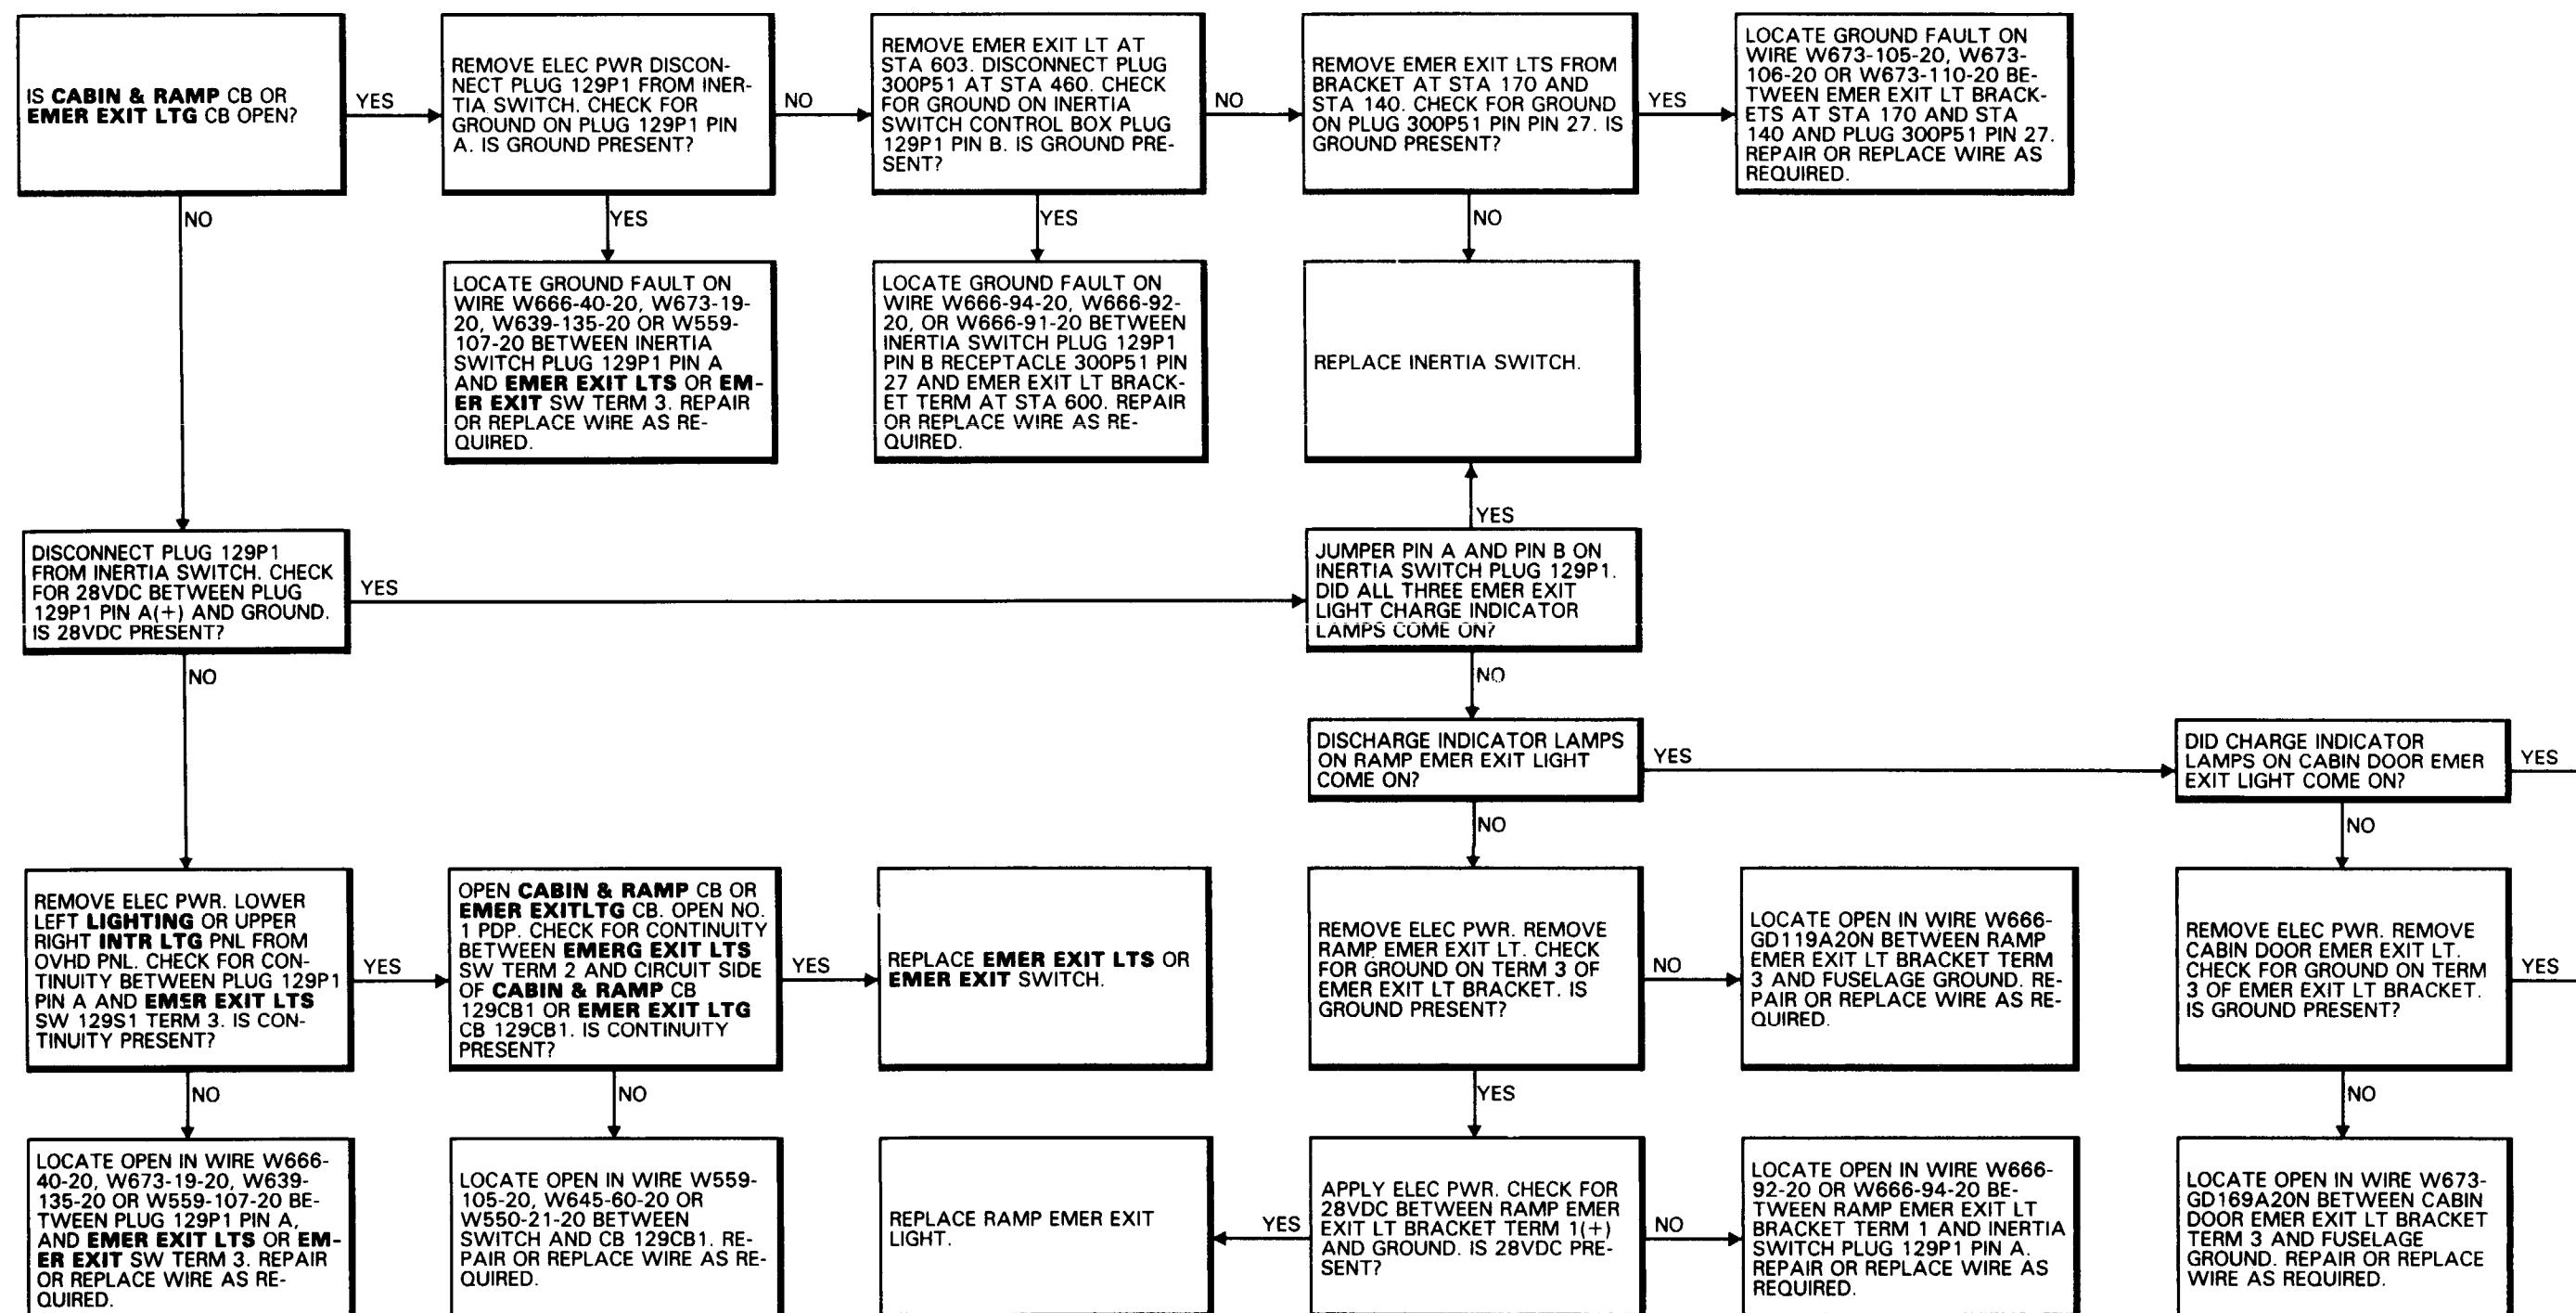 IS CABIN & RAMP CB OR
EMER EXIT LTG CB OPEN?
YES
NO
REMOVE ELEC PWR DISCON-
NECT PLUG 129P1 FROM INER-
TIA SWITCH. CHECK FOR
GROUND ON PLUG 129P1 PIN
A. IS GROUND PRESENT?
NO
YES
REMOVE EMER EXIT LT AT
STA 603. DISCONNECT PLUG
300P51 AT STA 460. CHECK
FOR GROUND ON INERTIA
SWITCH CONTROL BOX PLUG
129P1 PIN B. IS GROUND PRE-
SENT?
NO
YES
REMOVE EMER EXIT LTS FROM
BRACKET AT STA 170 AND
STA 140. CHECK FOR GROUND
ON PLUG 300P51 PIN PIN 27. IS
GROUND PRESENT?
YES
NO
LOCATE GROUND FAULT ON
WIRE W673-105-20, W673-
106-20 OR W673-110-20 BE-
TWEEN EMER EXIT LT BRACK-
ETS AT STA 170 AND STA
140 AND PLUG 300P51 PIN 27.
REPAIR OR REPLACE WIRE AS
REQUIRED.
LOCATE GROUND FAULT ON
WIRE W666-40-20, W673-19-
20, W639-135-20 OR W559-
107-20 BETWEEN INERTIA
SWITCH PLUG 129P1 PIN A
AND EMER EXIT LTS OR EM-
ER EXIT SW TERM 3. REPAIR
OR REPLACE WIRE AS RE-
QUIRED.
LOCATE GROUND FAULT ON
WIRE W666-94-20, W666-92-
20, OR W666-91-20 BETWEEN
INERTIA SWITCH PLUG 129P1
PIN B RECEPTACLE 300P51 PIN
27 AND EMER EXIT LT BRACK-
ET TERM AT STA 600. REPAIR
OR REPLACE WIRE AS RE-
QUIRED.
REPLACE INERTIA SWITCH.
YES
DISCONNECT PLUG 129P1
FROM INERTIA SWITCH. CHECK
FOR 28VDC BETWEEN PLUG
129P1 PIN A(+) AND GROUND.
IS 28VDC PRESENT?
YES
NO
JUMPER PIN A AND PIN B ON
INERTIA SWITCH PLUG 129P1.
DID ALL THREE EMER EXIT
LIGHT CHARGE INDICATOR
LAMPS COME ON?
NO
DISCHARGE INDICATOR LAMPS
ON RAMP EMER EXIT LIGHT
COME ON?
YES
NO
DID CHARGE INDICATOR
LAMPS ON CABIN DOOR EMER
EXIT LIGHT COME ON?
YES
NO
REMOVE ELEC PWR. LOWER
LEFT LIGHTING OR UPPER
RIGHT INTR LTG PNL FROM
OVHD PNL. CHECK FOR CON-
TINUITY BETWEEN PLUG 129P1
PIN A AND EMER EXIT LTS
SW 129S1 TERM 3. IS CON-
TINUITY PRESENT?
YES
NO
OPEN CABIN & RAMP CB OR
EMER EXITLTG CB. OPEN NO.
1 PDP. CHECK FOR CONTINUITY
BETWEEN EMERG EXIT LTS
SW TERM 2 AND CIRCUIT SIDE
OF CABIN & RAMP CB
129CB1 OR EMER EXIT LTG
CB 129CB1. IS CONTINUITY
PRESENT?
YES
NO
REPLACE EMER EXIT LTS OR
EMER EXIT SWITCH.
REMOVE ELEC PWR. REMOVE
RAMP EMER EXIT LT. CHECK
FOR GROUND ON TERM 3 OF
EMER EXIT LT BRACKET. IS
GROUND PRESENT?
NO
YES
LOCATE OPEN IN WIRE W666-
GD119A20N BETWEEN RAMP
EMER EXIT LT BRACKET TERM
3 AND FUSELAGE GROUND. RE-
PAIR OR REPLACE WIRE AS RE-
QUIRED.
REMOVE ELEC PWR. REMOVE
CABIN DOOR EMER EXIT LT.
CHECK FOR GROUND ON TERM
3 OF EMER EXIT LT BRACKET.
IS GROUND PRESENT?
YES
NO
LOCATE OPEN IN WIRE W666-
40-20, W673-19-20, W639-
135-20 OR W559-107-20 BE-
TWEEN PLUG 129P1 PIN A,
AND EMER EXIT LTS OR EM-
ER EXIT SW TERM 3. REPAIR
OR REPLACE WIRE AS RE-
QUIRED.
LOCATE OPEN IN WIRE W559-
105-20, W645-60-20 OR
W550-21-20 BETWEEN
SWITCH AND CB 129CB1. RE-
PAIR OR REPLACE WIRE AS RE-
QUIRED.
REPLACE RAMP EMER EXIT
LIGHT.
YES
APPLY ELEC PWR. CHECK FOR
28VDC BETWEEN RAMP EMER
EXIT LT BRACKET TERM 1(+)
AND GROUND. IS 28VDC PRE-
SENT?
NO
LOCATE OPEN IN WIRE W666-
92-20 OR W666-94-20 BE-
TWEEN RAMP EMER EXIT LT
BRACKET TERM 1 AND INERTIA
SWITCH PLUG 129P1 PIN A.
REPAIR OR REPLACE WIRE AS
REQUIRED.
LOCATE OPEN IN WIRE W673-
GD169A20N BETWEEN CABIN
DOOR EMER EXIT LT BRACKET
TERM 3 AND FUSELAGE
GROUND. REPAIR OR REPLACE
WIRE AS REQUIRED.